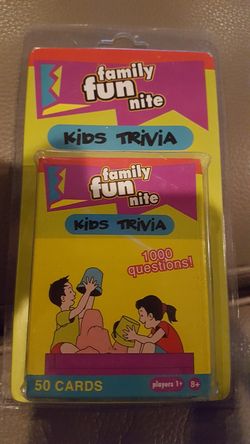 family
fun
nite
KIDS TRIVIA
family
fun
nite
KIDS TRIVIA
1000
questions!
50 CARDS
players 1+
8+